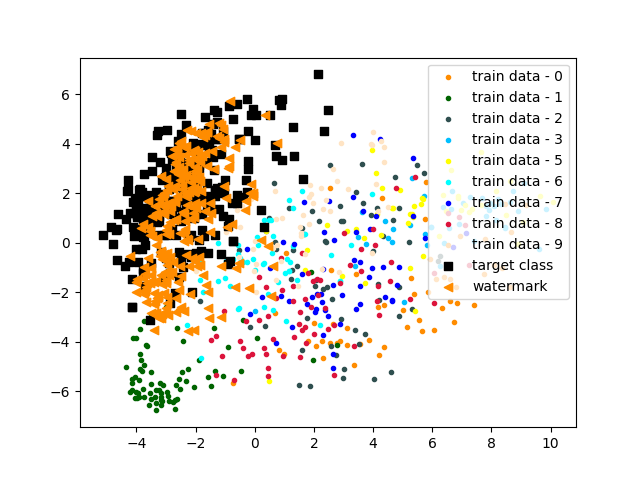 train data - 0
train data - 1
train data - 2
train data - 3
train data - 5
train data - 6
train data - 7
train data - 8
train data - 9
target class
watermark
6
4
2
0
−2
−4
−6
−4
−2
0
2
4
6
8
10